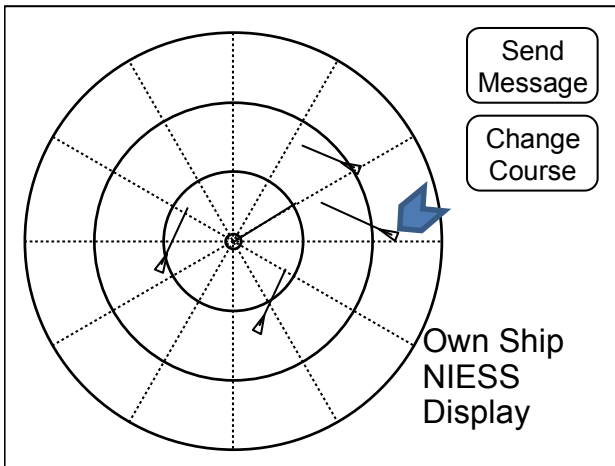 Send
Message
Change
Course
Own Ship
NIESS
Display